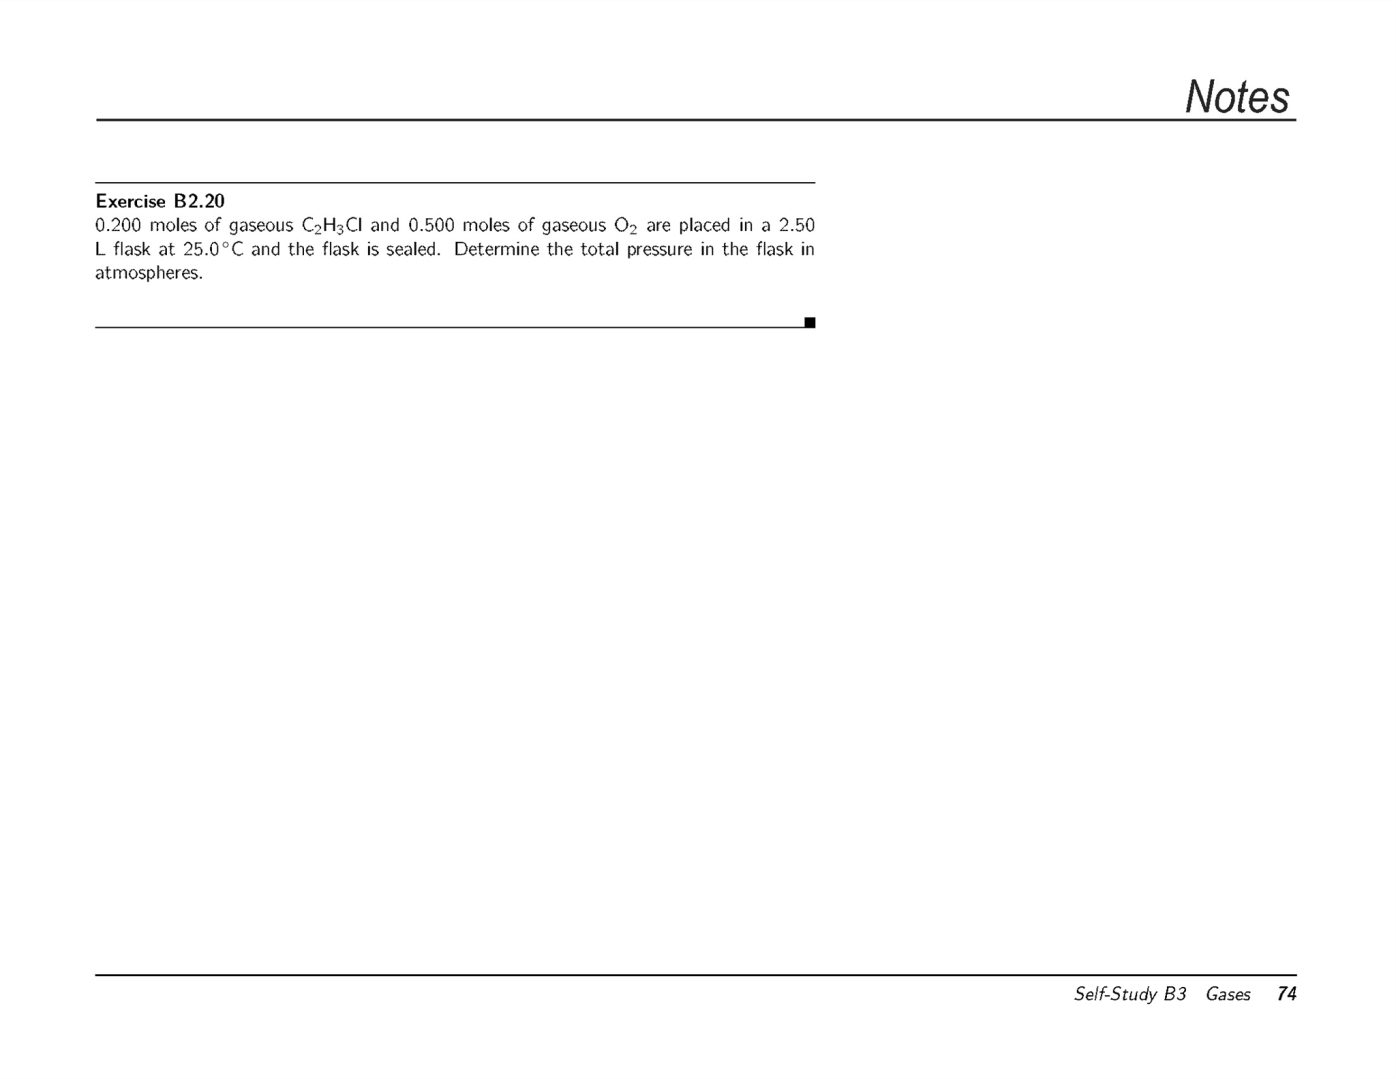 Notes
Exercise B2.20
0.200 moles of gaseous C₂H₃Cl and 0.500 moles of gaseous O₂ are placed in a 2.50
L flask at 25.0°C and the flask is sealed. Determine the total pressure in the flask in
atmospheres.
Self-Study B3 Gases 74